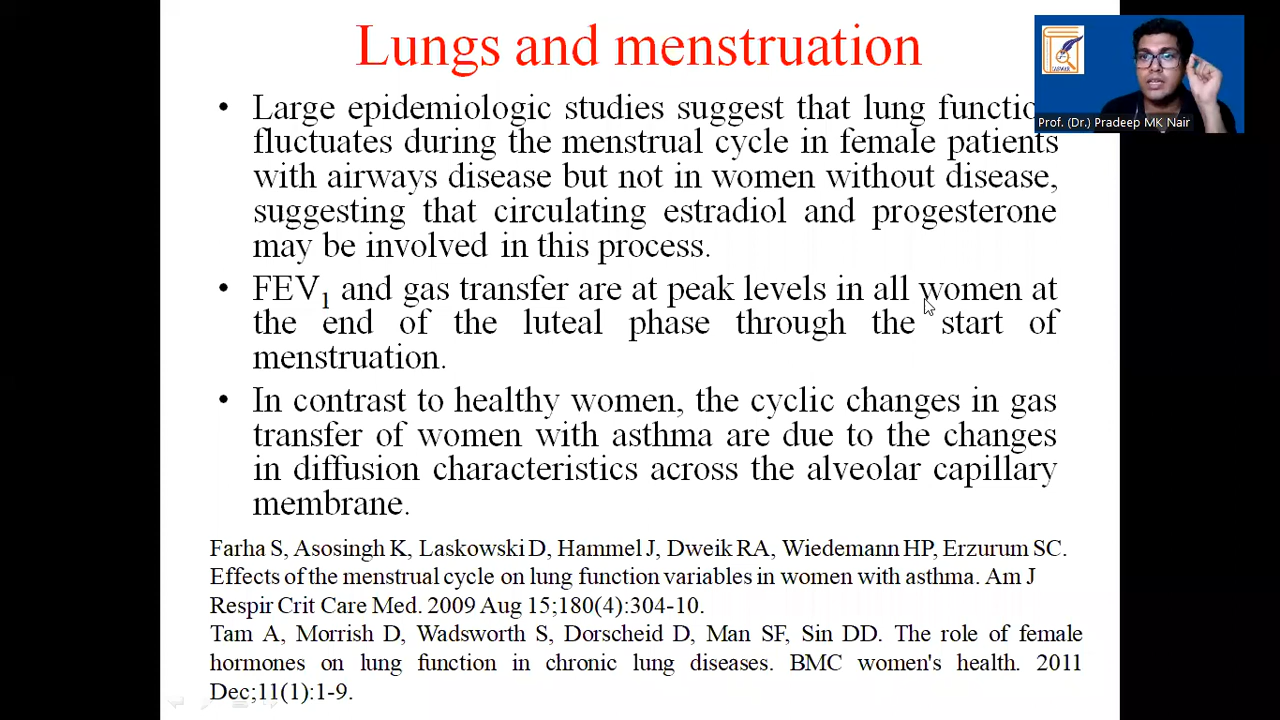 Lungs and menstruation
Prof. (Dr.) Pradeep MK Nair
• Large epidemiologic studies suggest that lung function
fluctuates during the menstrual cycle in female patients
with airways disease but not in women without disease,
suggesting that circulating estradiol and progesterone
may be involved in this process.
• FEV1 and gas transfer are at peak levels in all women at
the end of the luteal phase through the start of
menstruation.
• In contrast to healthy women, the cyclic changes in gas
transfer of women with asthma are due to the changes
in diffusion characteristics across the alveolar capillary
membrane.
Farha S, Asosingh K, Laskowski D, Hammel J, Dweik RA, Wiedemann HP, Erzurum SC.
Effects of the menstrual cycle on lung function variables in women with asthma. Am J
Respir Crit Care Med. 2009 Aug 15;180(4):304-10.
Tam A, Morrish D, Wadsworth S, Dorscheid D, Man SF, Sin DD. The role of female
hormones on lung function in chronic lung diseases. BMC women's health. 2011
Dec;11(1):1-9.